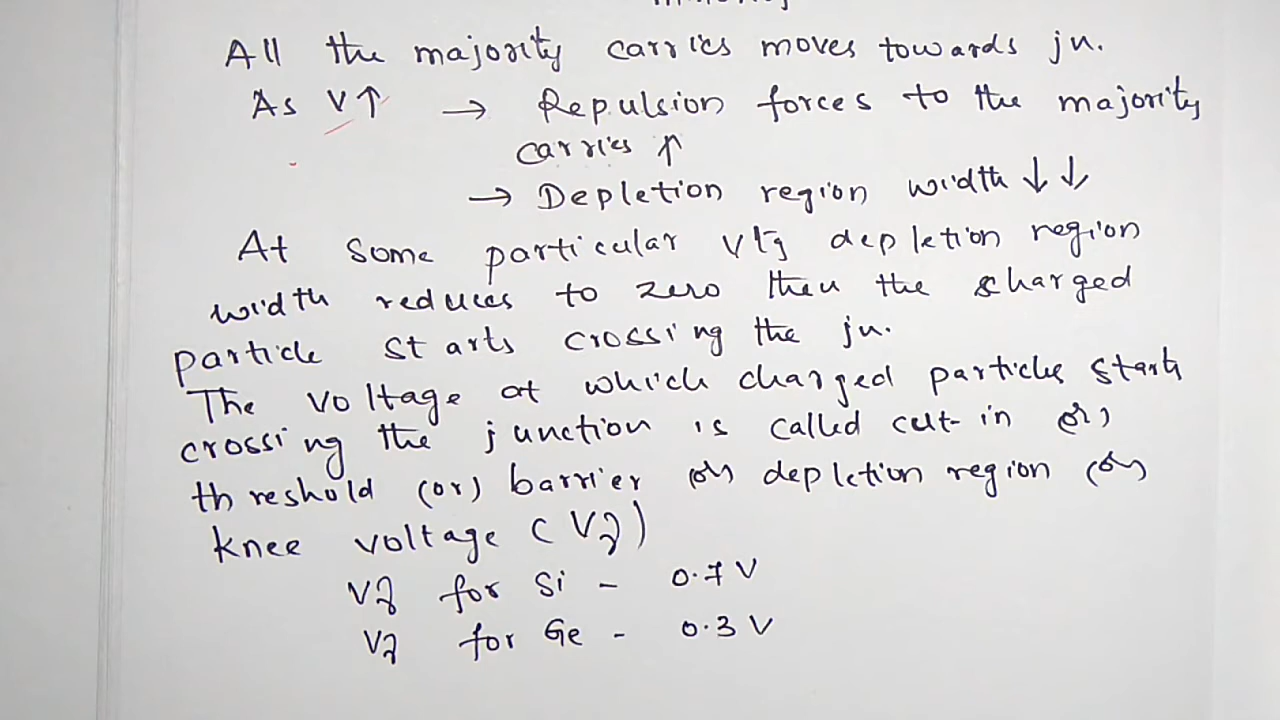 All the majority carries moves towards jn.
As V↑ → Repulsion forces to the majority
carries ↑
→ Depletion region width ↓↓
At some particular vtg depletion region
width reduces to zero then the charged
particle starts crossing the jn.
The voltage at which charged particles starts
crossing the junction is called cut-in (or)
threshold (or) barrier (or) depletion region (or)
knee voltage (Vγ)
Vγ for Si - 0.7 V
Vγ for Ge - 0.3 V